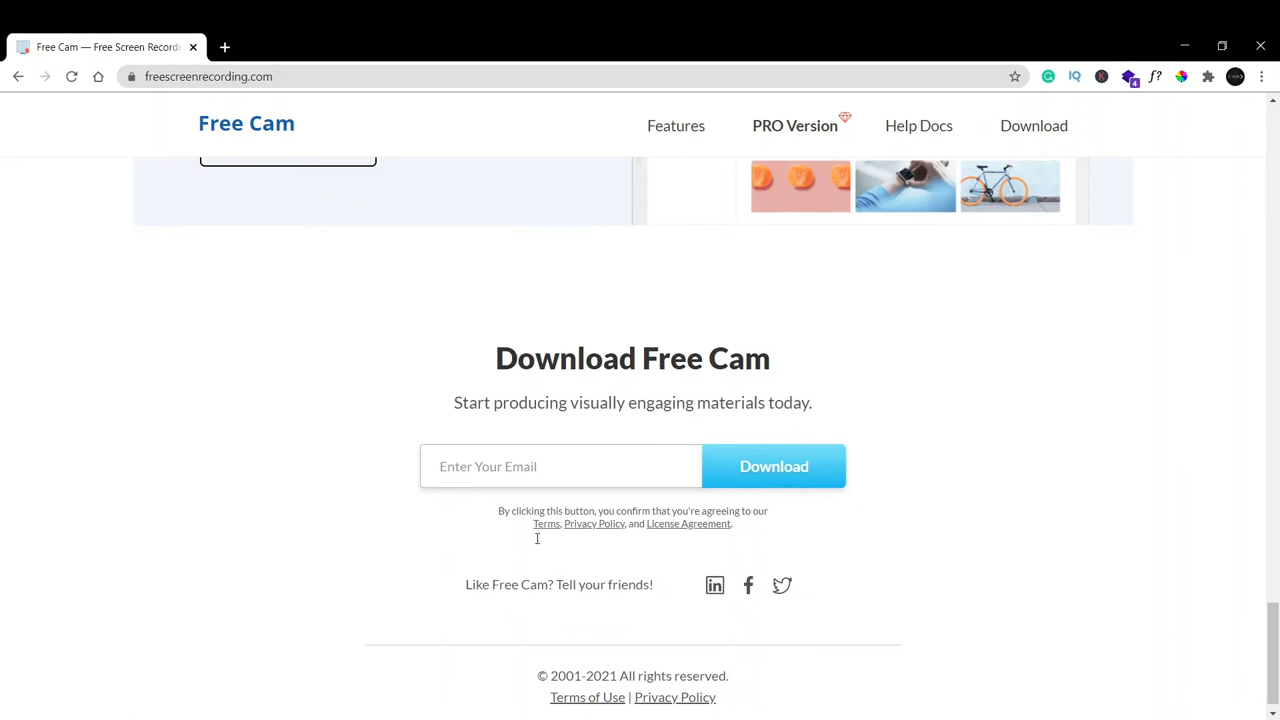 Free Cam — Free Screen Recordi
freescreenrecording.com
IQ
K
4
f?
Free Cam
Features
PRO Version
Help Docs
Download
Download Free Cam
Start producing visually engaging materials today.
Enter Your Email
Download
By clicking this button, you confirm that you're agreeing to our
Terms, Privacy Policy, and License Agreement.
Like Free Cam? Tell your friends!
in
f
© 2001-2021 All rights reserved.
Terms of Use | Privacy Policy